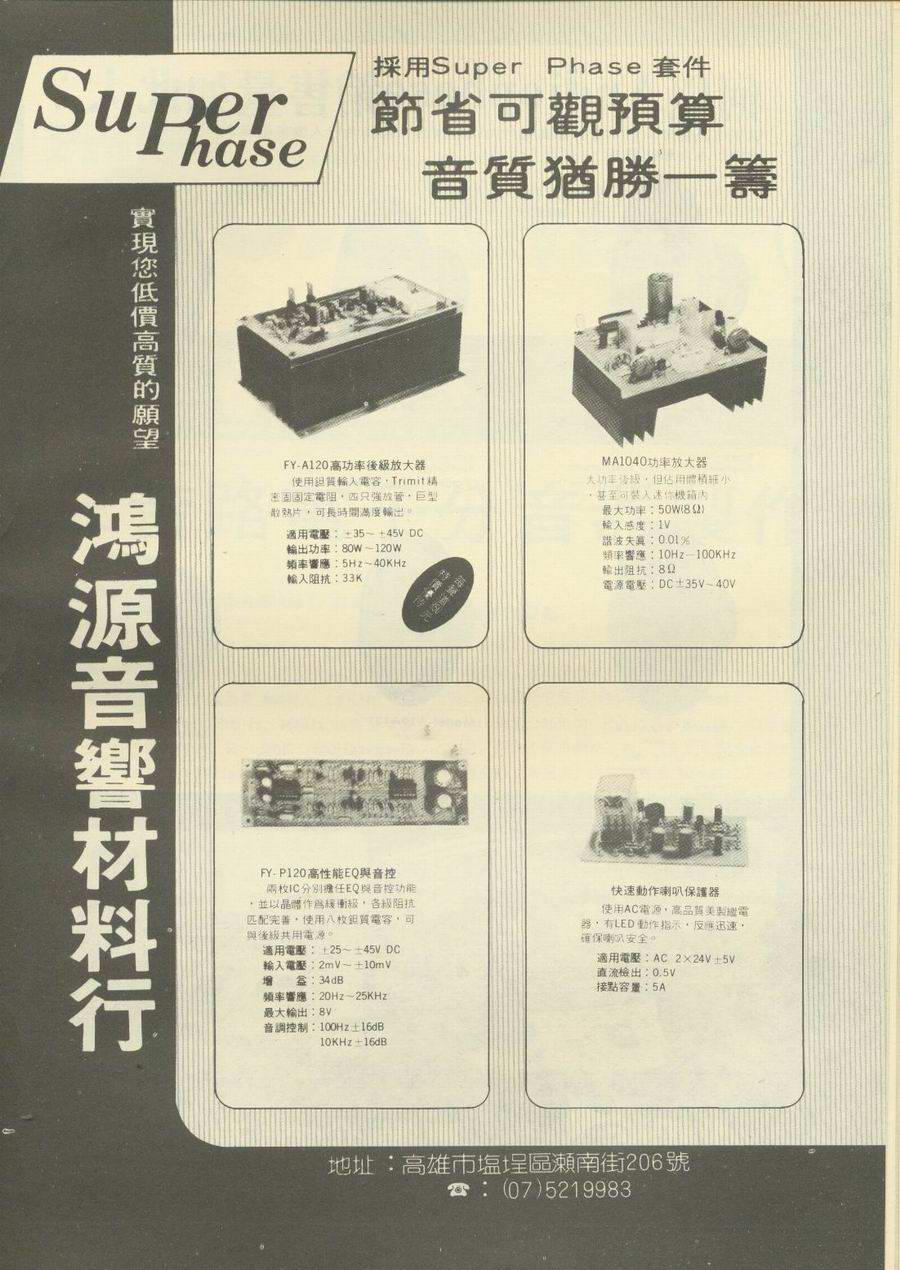 Super
Phase
採用Super Phase 套件
節省可觀預算
音質猶勝一籌
實現您低價高質的願望
鴻源音響材料行
FY-A120高功率後級放大器
使用鉭質輸入電容,Trimit精
密固固定電阻,四只強放管,巨型
散熱片,可長時間滿度輸出。
適用電壓:±35~±45V DC
輸出功率:80W~120W
頻率響應:5Hz~40KHz
輸入阻抗:33K
MA1040功率放大器
大功率後級,但佔用體積細小
,甚至可裝入迷你機箱內
最大功率:50W(8Ω)
輸入感度:1V
諧波失眞:0.01%
頻率響應:10Hz—100KHz
輸出阻抗:8Ω
電源電壓:DC±35V~40V
FY-P120高性能EQ與音控
兩枚IC分別擔任EQ與音控功能
,並以晶體作爲緩衝級,各級阻抗
匹配完善,使用八枚鉭質電容,可
與後級共用電源。
適用電壓:±25~±45V DC
輸入電壓:2mV~±10mV
增 益:34dB
頻率響應:20Hz~25KHz
最大輸出:8V
音調控制:100Hz±16dB
10KHz±16dB
快速動作喇叭保護器
使用AC電源,高品質美製繼電
器,有LED動作指示,反應迅速,
確保喇叭安全。
適用電壓:AC 2×24V±5V
直流檢出:0.5V
接點容量:5A
地址:高雄市塩埕區瀨南街206號
☎:(07)5219983